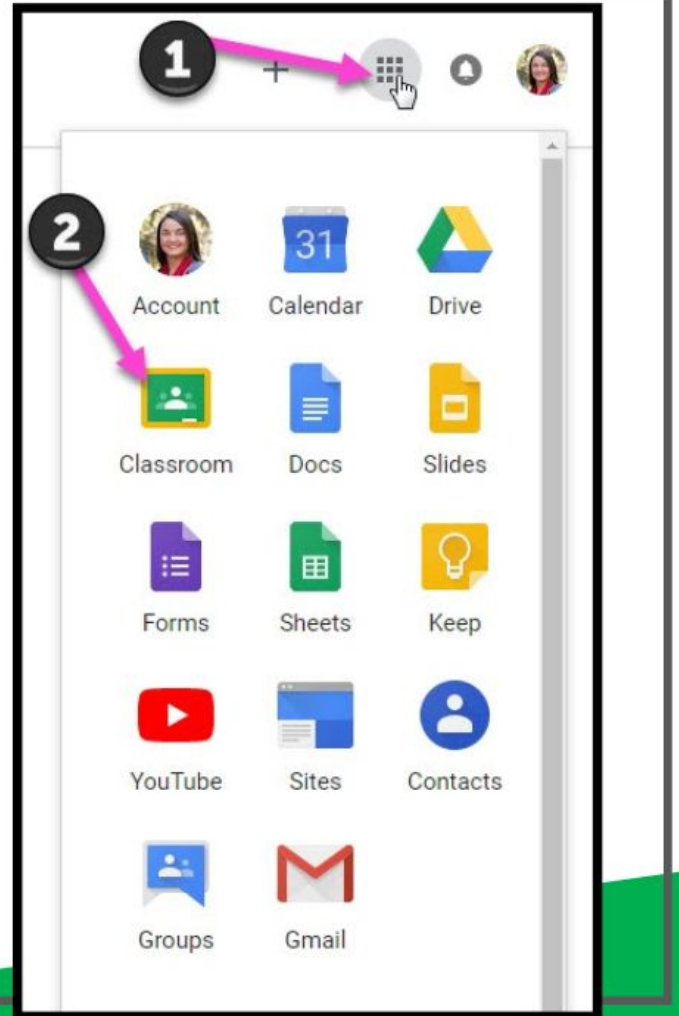 1
2
31
Account Calendar Drive
Classroom Docs Slides
Forms Sheets Keep
YouTube Sites Contacts
Groups Gmail